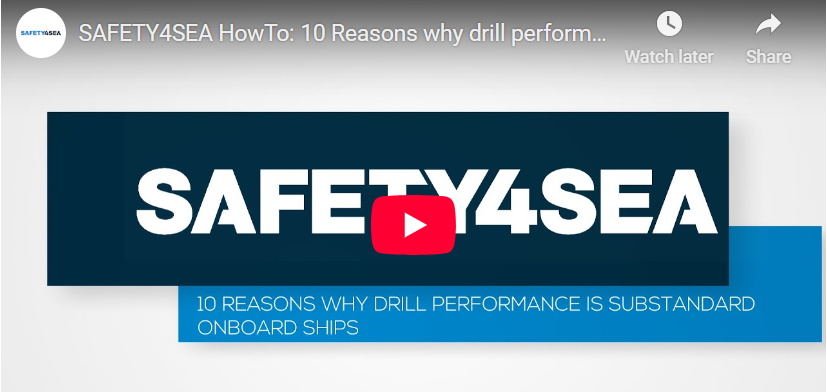 SAFETY4SEA
SAFETY4SEA HowTo: 10 Reasons why drill perform...
Watch later
Share
SAFETY4SEA
10 REASONS WHY DRILL PERFORMANCE IS SUBSTANDARD
ONBOARD SHIPS